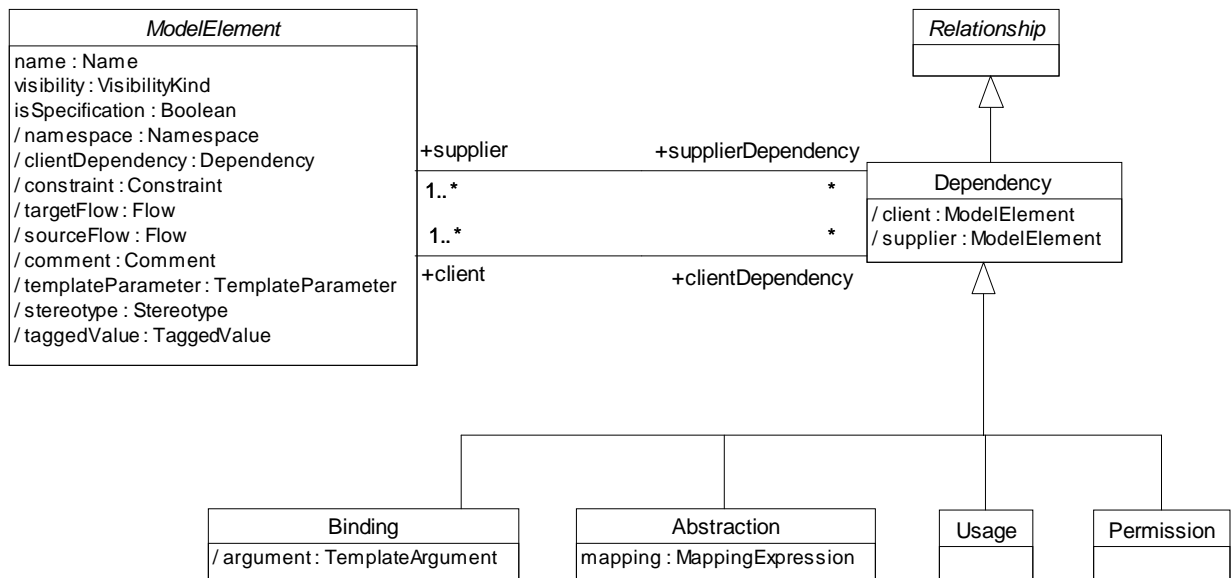 ModelElement
name : Name
visibility : VisibilityKind
isSpecification : Boolean
/ namespace : Namespace
/ clientDependency : Dependency
/ constraint : Constraint
/ targetFlow : Flow
/ sourceFlow : Flow
/ comment : Comment
/ templateParameter : TemplateParameter
/ stereotype : Stereotype
/ taggedValue : TaggedValue
Relationship
+supplier
+supplierDependency
1..*
*
1..*
*
+client
+clientDependency
Dependency
/ client : ModelElement
/ supplier : ModelElement
Binding
/ argument : TemplateArgument
Abstraction
mapping : MappingExpression
Usage
Permission